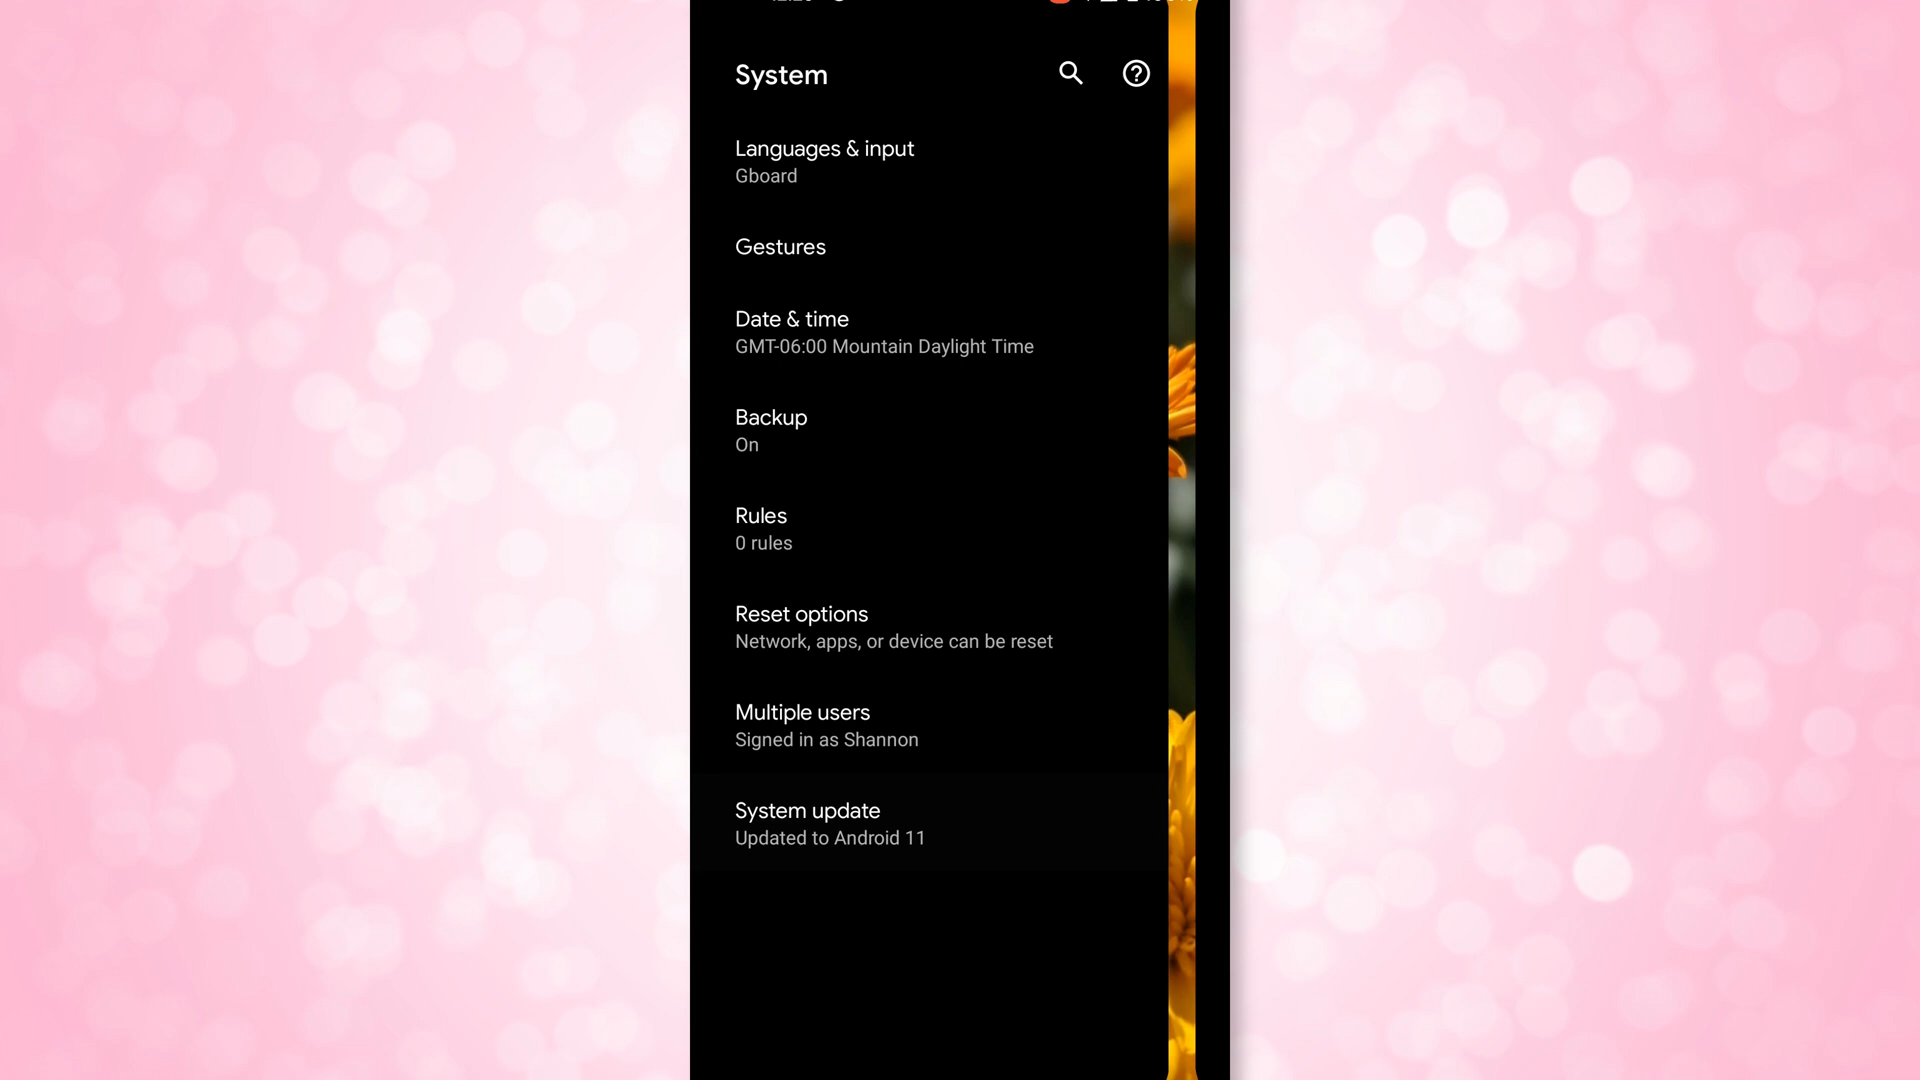 System
Languages & input
Gboard
Gestures
Date & time
GMT-06:00 Mountain Daylight Time
Backup
On
Rules
0 rules
Reset options
Network, apps, or device can be reset
Multiple users
Signed in as Shannon
System update
Updated to Android 11